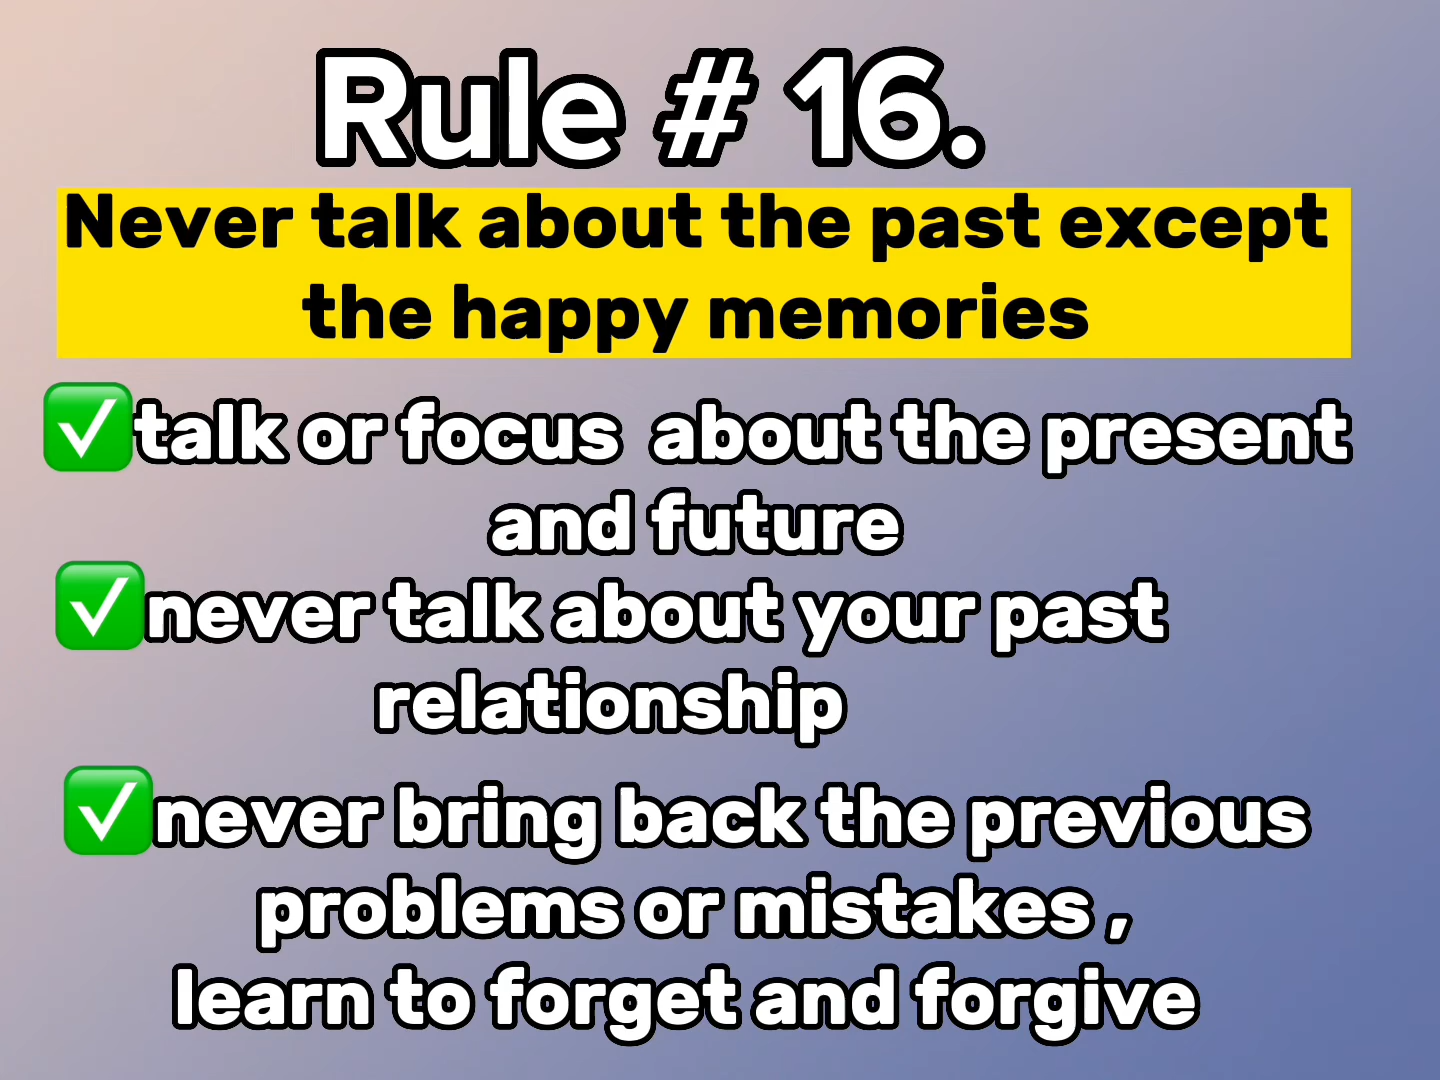 Rule # 16.
Never talk about the past except
the happy memories
✅talk or focus about the present
and future
✅never talk about your past
relationship
✅never bring back the previous
problems or mistakes ,
learn to forget and forgive